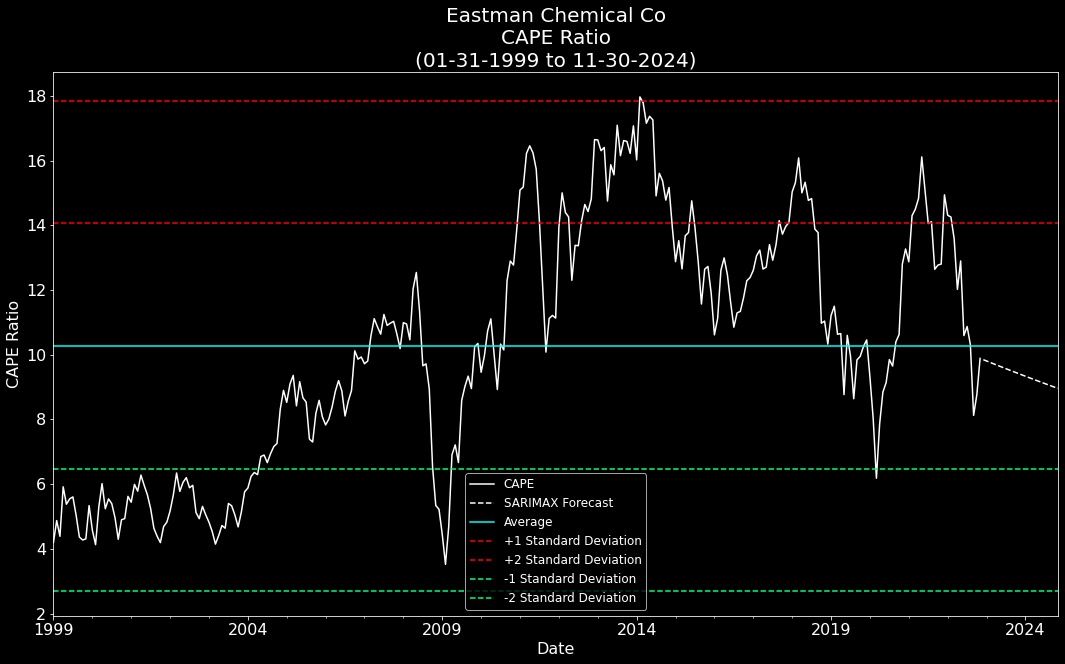 Eastman Chemical Co
CAPE Ratio
(01-31-1999 to 11-30-2024)
18
16
14
12
10
8
6
4
2
CAPE Ratio
CAPE
SARIMAX Forecast
Average
+1 Standard Deviation
+2 Standard Deviation
-1 Standard Deviation
-2 Standard Deviation
1999 2004 2009 2014 2019 2024
Date